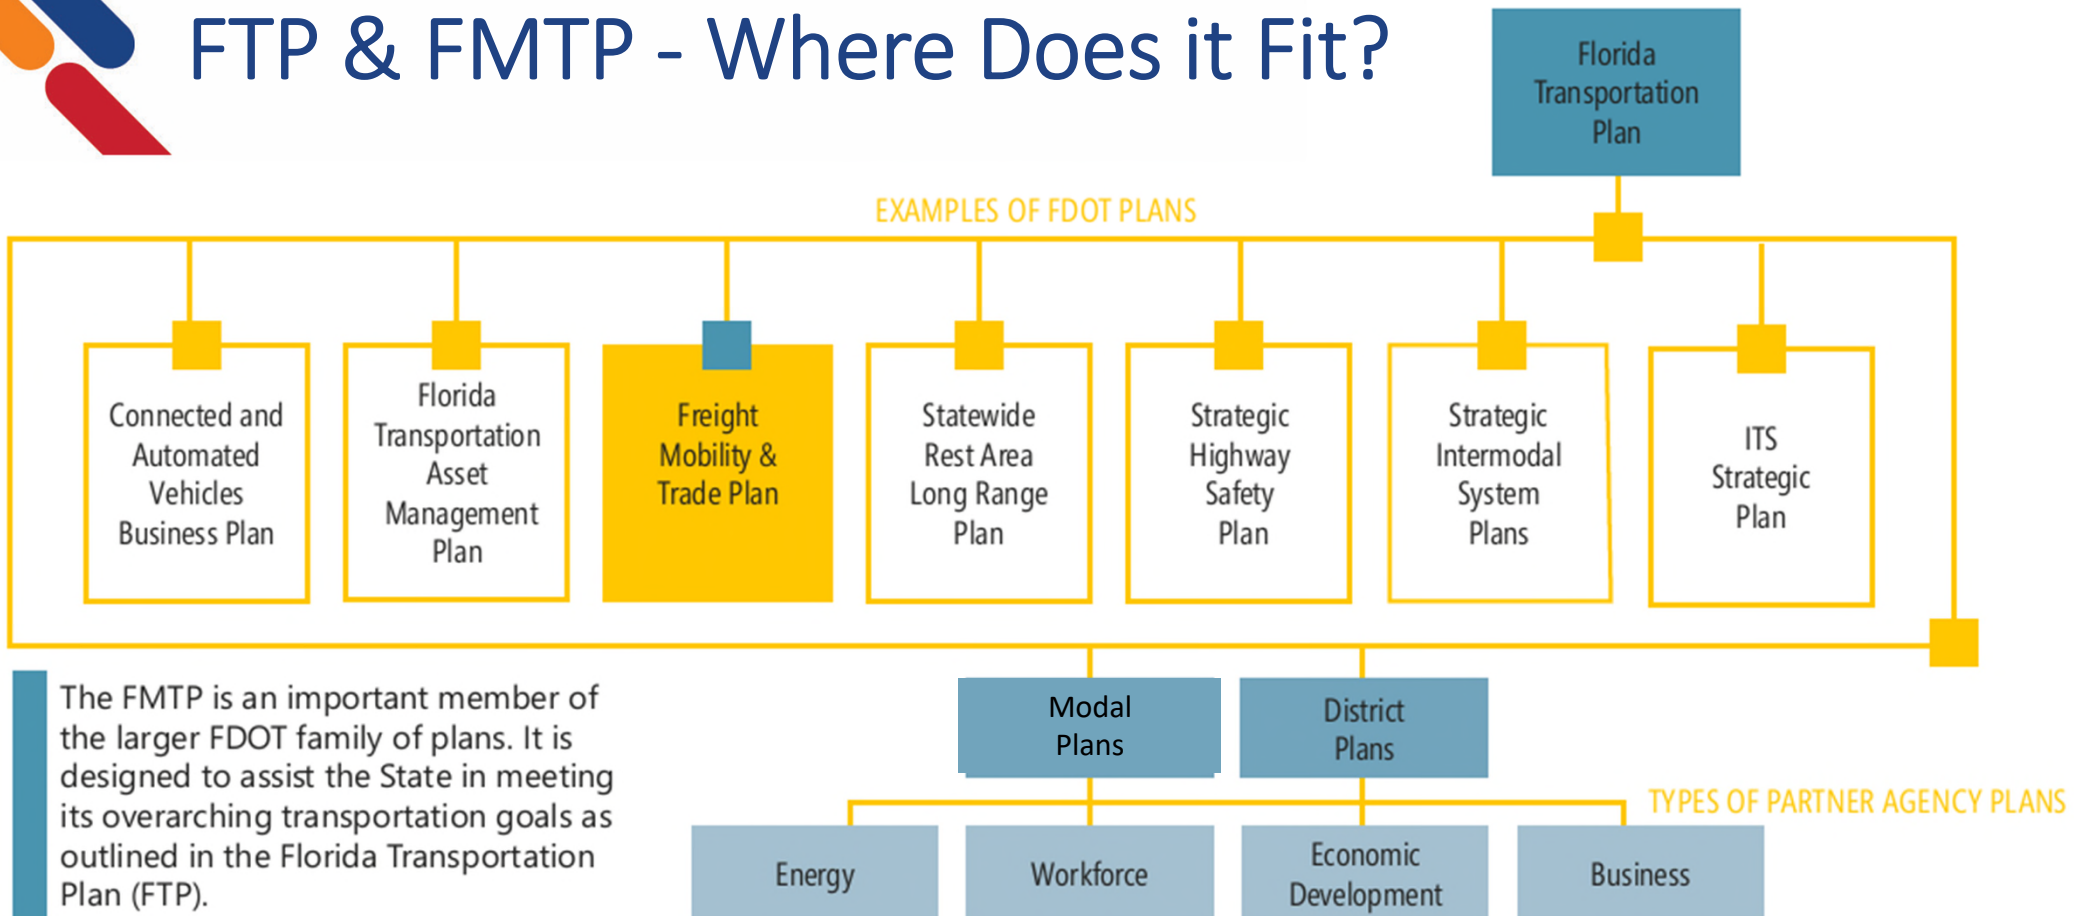 FTP & FMTP - Where Does it Fit?
Florida
Transportation
Plan
EXAMPLES OF FDOT PLANS
Connected and
Automated
Vehicles
Business Plan
Florida
Transportation
Asset
Management
Plan
Freight
Mobility &
Trade Plan
Statewide
Rest Area
Long Range
Plan
Strategic
Highway
Safety
Plan
Strategic
Intermodal
System
Plans
ITS
Strategic
Plan
The FMTP is an important member of
the larger FDOT family of plans. It is
designed to assist the State in meeting
its overarching transportation goals as
outlined in the Florida Transportation
Plan (FTP).
Modal
Plans
District
Plans
TYPES OF PARTNER AGENCY PLANS
Energy
Workforce
Economic
Development
Business